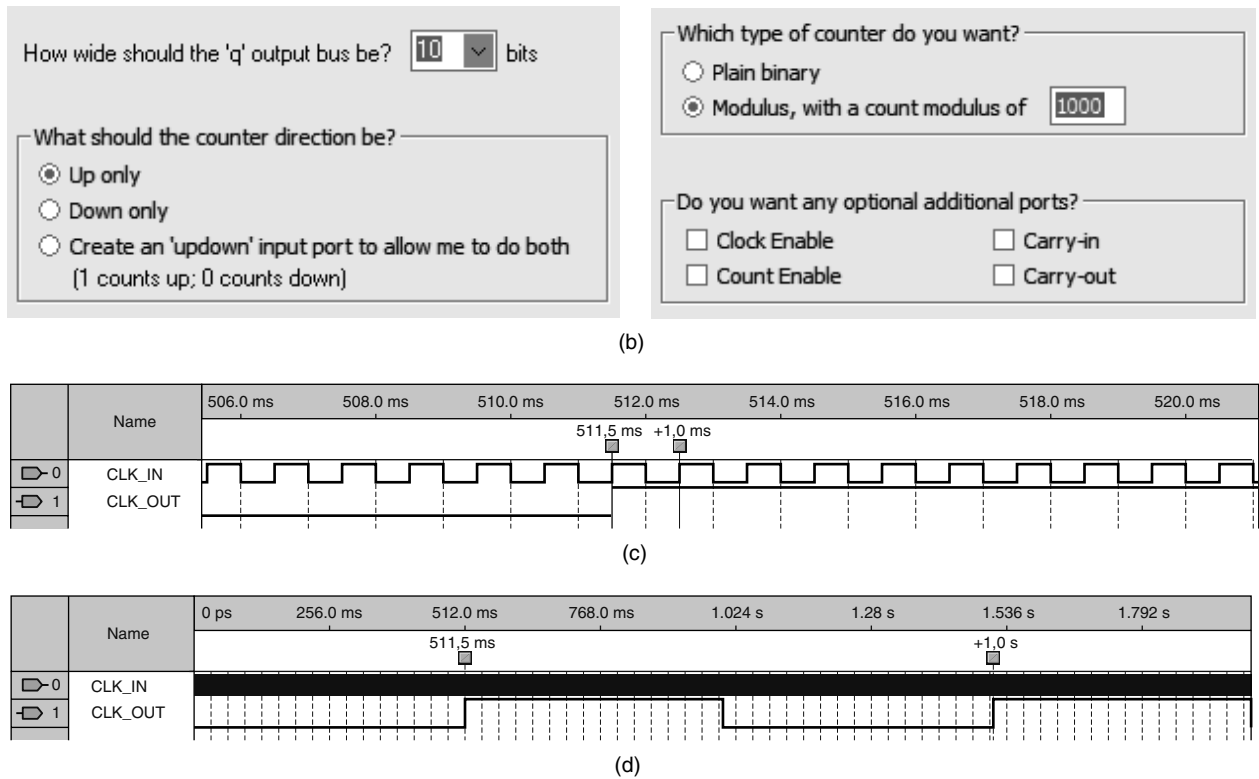 How wide should the 'q' output bus be? 10 bits
What should the counter direction be?
Up only
Down only
Create an 'updown' input port to allow me to do both
(1 counts up; 0 counts down)
Which type of counter do you want?
Plain binary
Modulus, with a count modulus of 1000
Do you want any optional additional ports?
Clock Enable Carry-in
Count Enable Carry-out
(b)
Name
506.0 ms 508.0 ms 510.0 ms 512.0 ms 514.0 ms 516.0 ms 518.0 ms 520.0 ms
511,5 ms +1,0 ms
0 CLK_IN
1 CLK_OUT
(c)
Name
0 ps 256.0 ms 512.0 ms 768.0 ms 1.024 s 1.28 s 1.536 s 1.792 s
511,5 ms +1,0 s
0 CLK_IN
1 CLK_OUT
(d)